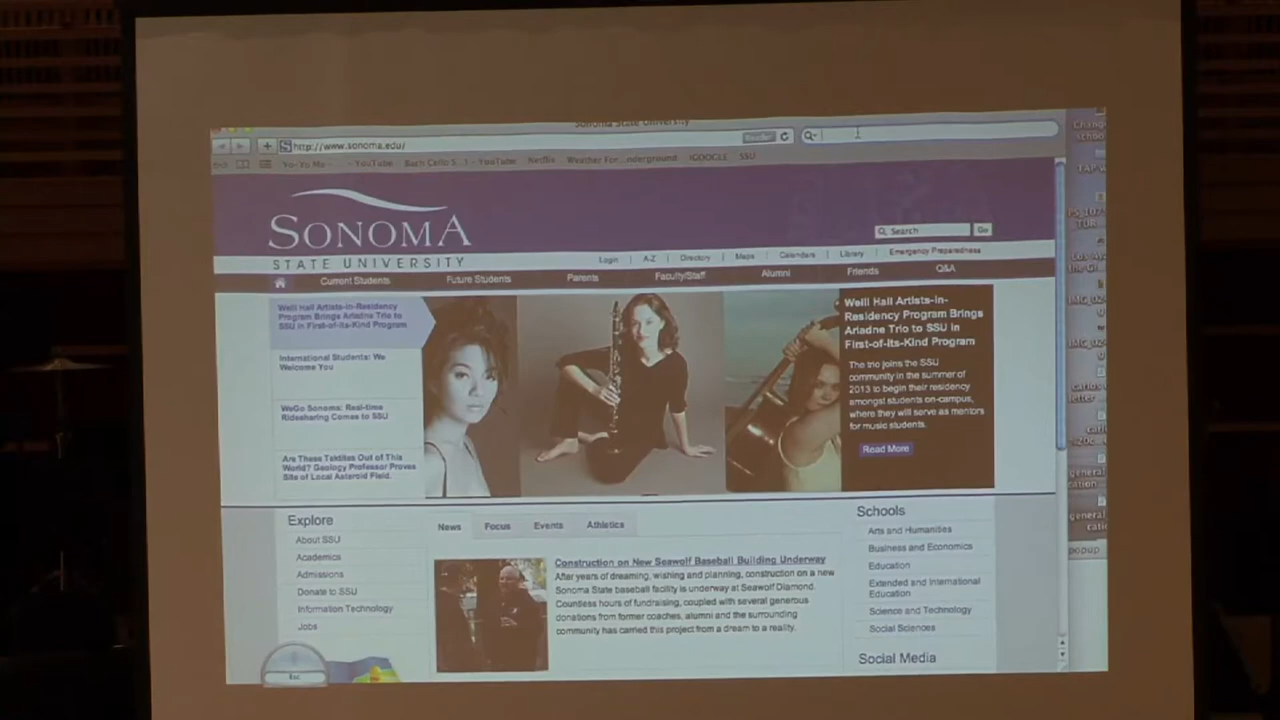 Sonoma State University
http://www.sonoma.edu/
Reader
Yo-Yo Ma - ... - YouTube
Bach Carlo S...) - YouTube
Netflix
Weather For...nderground
iGOOGLE
SSU
SONOMA
STATE UNIVERSITY
Search
Go
Login
A-Z
Directory
Maps
Calendars
Library
Emergency Preparedness
Current Students
Future Students
Parents
Faculty/Staff
Alumni
Friends
Q&A
Weill Hall Artists-in-Residency
Program Brings Ariadne Trio to
SSU in First-of-Its-Kind Program
International Students: We
Welcome You
WeGo Sonoma: Real-time
Ridesharing Comes to SSU
Are These Tektites Out of This
World? Geology Professor Proves
Site of Local Asteroid Field.
Weill Hall Artists-in-
Residency Program Brings
Ariadne Trio to SSU in
First-of-Its-Kind Program
The trio joins the SSU
community in the summer of
2013 to begin their residency
amongst students on-campus,
where they will serve as mentors
for music students.
Read More
Explore
About SSU
Academics
Admissions
Donate to SSU
Information Technology
Jobs
News
Focus
Events
Athletics
Construction on New Seawolf Baseball Building Underway
After years of dreaming, wishing and planning, construction on a new
Sonoma State baseball facility is underway at Seawolf Diamond.
Countless hours of fundraising, coupled with several generous
donations from former coaches, alumni and the surrounding
community has carried this project from a dream to a reality.
Schools
Arts and Humanities
Business and Economics
Education
Extended and International
Education
Science and Technology
Social Sciences
Social Media
Esc
popup